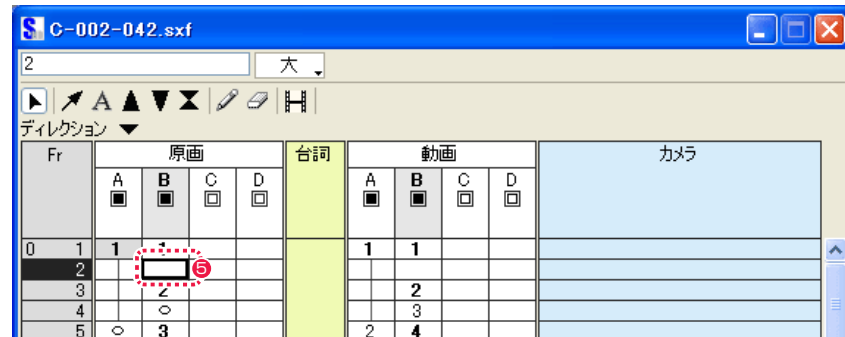 C-002-042.sxf
2 大
A
ディレクション
Fr 原画 台詞 動画 カメラ
A B C D A B C D
0 1 1 1 1 1
2 5
3 2 2
4 ○ 3
5 ○ 3 2 4